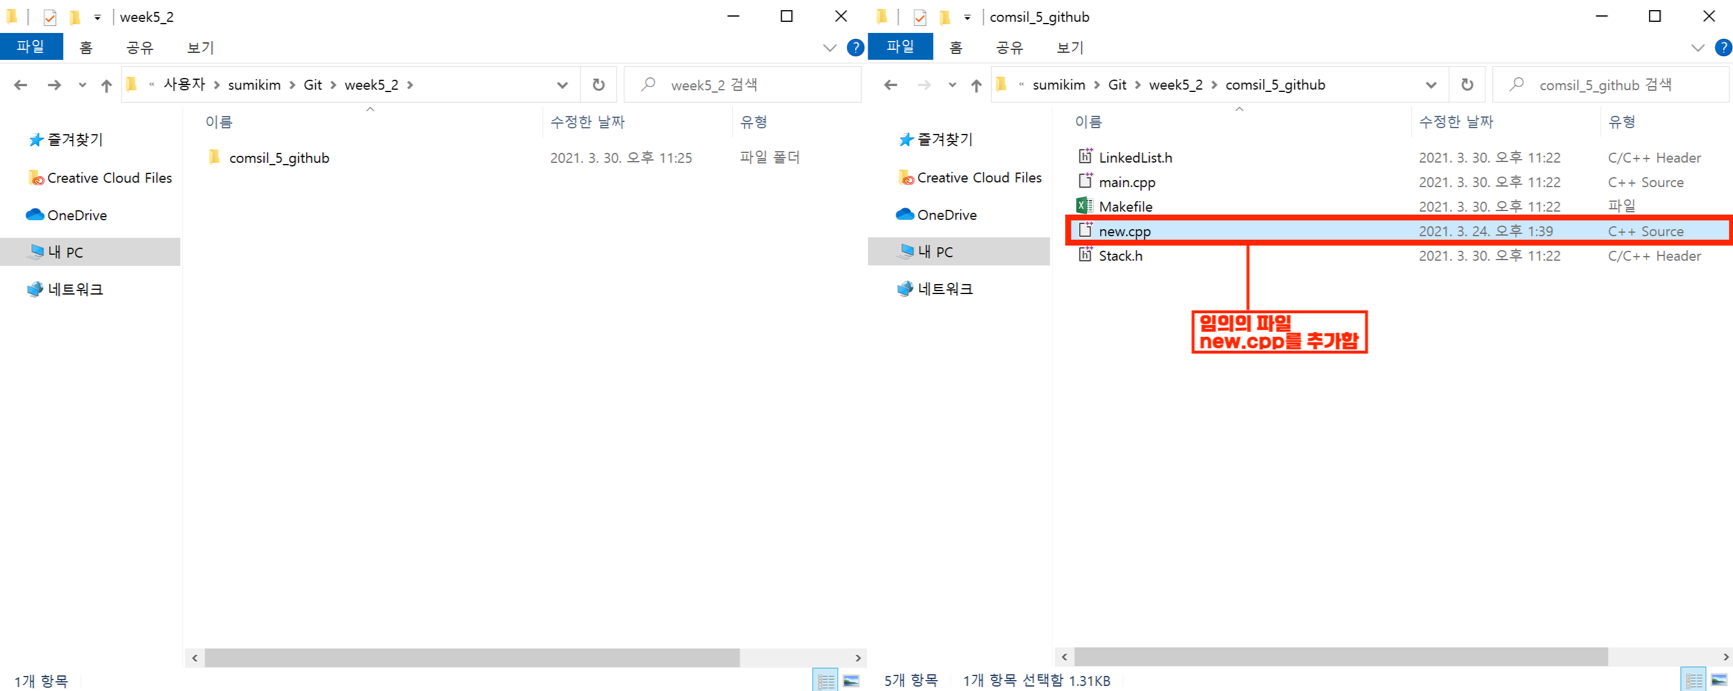 week5_2
파일 홈 공유 보기
« 사용자 > sumikim > Git > week5_2 >
week5_2 검색
이름 수정한 날짜 유형
즐겨찾기
Creative Cloud Files
OneDrive
내 PC
네트워크
comsil_5_github 2021. 3. 30. 오후 11:25 파일 폴더
1개 항목
comsil_5_github
파일 홈 공유 보기
« sumikim > Git > week5_2 > comsil_5_github
comsil_5_github 검색
이름 수정한 날짜 유형
즐겨찾기
Creative Cloud Files
OneDrive
내 PC
네트워크
LinkedList.h 2021. 3. 30. 오후 11:22 C/C++ Header
main.cpp 2021. 3. 30. 오후 11:22 C++ Source
Makefile 2021. 3. 30. 오후 11:22 파일
new.cpp 2021. 3. 24. 오후 1:39 C++ Source
Stack.h 2021. 3. 30. 오후 11:22 C/C++ Header
임의의 파일
new.cpp를 추가함
5개 항목 1개 항목 선택함 1.31KB